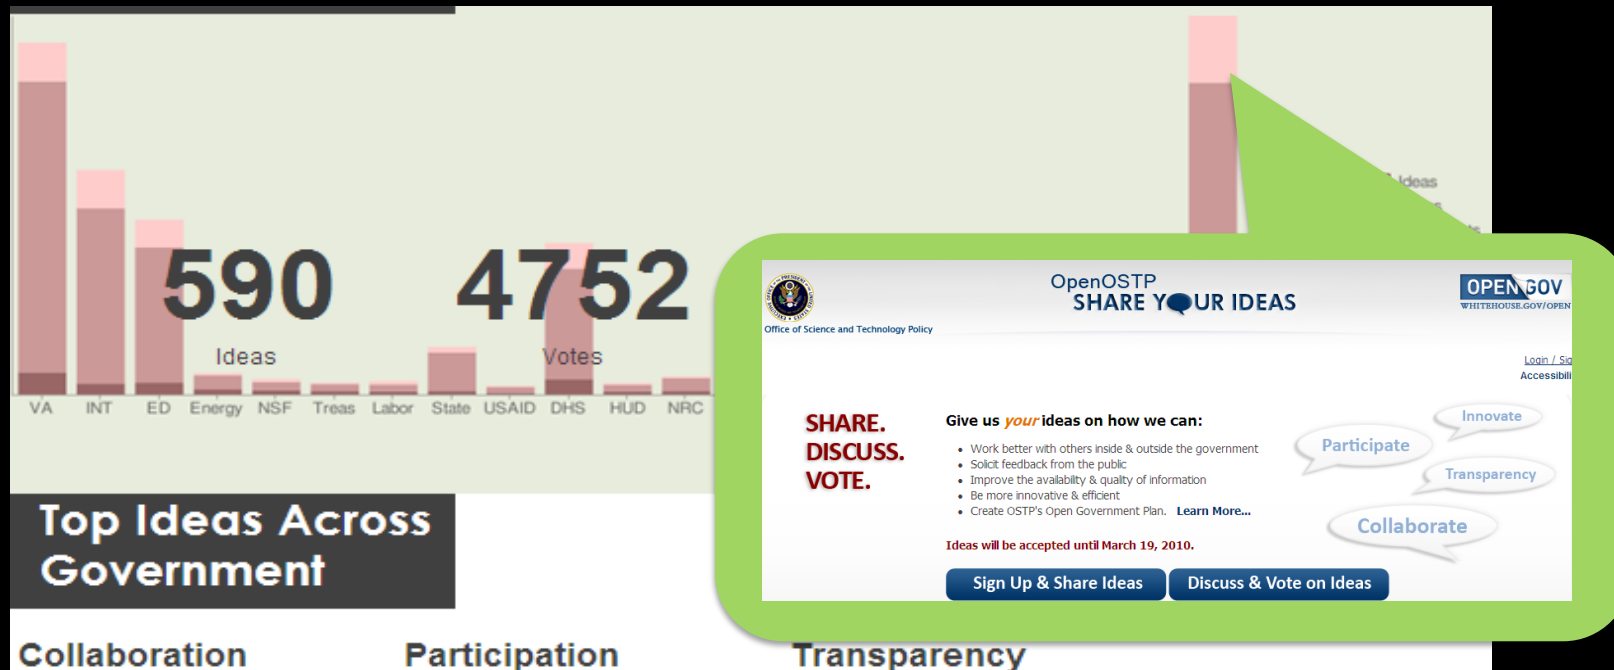 590
Ideas
4752
Votes
Ideas
VA INT ED Energy NSF Treas Labor State USAID DHS HUD NRC
Top Ideas Across
Government
Collaboration Participation Transparency
Office of Science and Technology Policy
OpenOSTP
SHARE YOUR IDEAS
OPEN GOV
WHITEHOUSE.GOV/OPEN
Login /
SHARE.
DISCUSS.
VOTE.
Give us your ideas on how we can:
• Work better with others inside & outside the government
• Solicit feedback from the public
• Improve the availability & quality of information
• Be more innovative & efficient
• Create OSTP's Open Government Plan. Learn More...
Ideas will be accepted until March 19, 2010.
Sign Up & Share Ideas
Discuss & Vote on Ideas
Innovate
Participate
Transparency
Collaborate